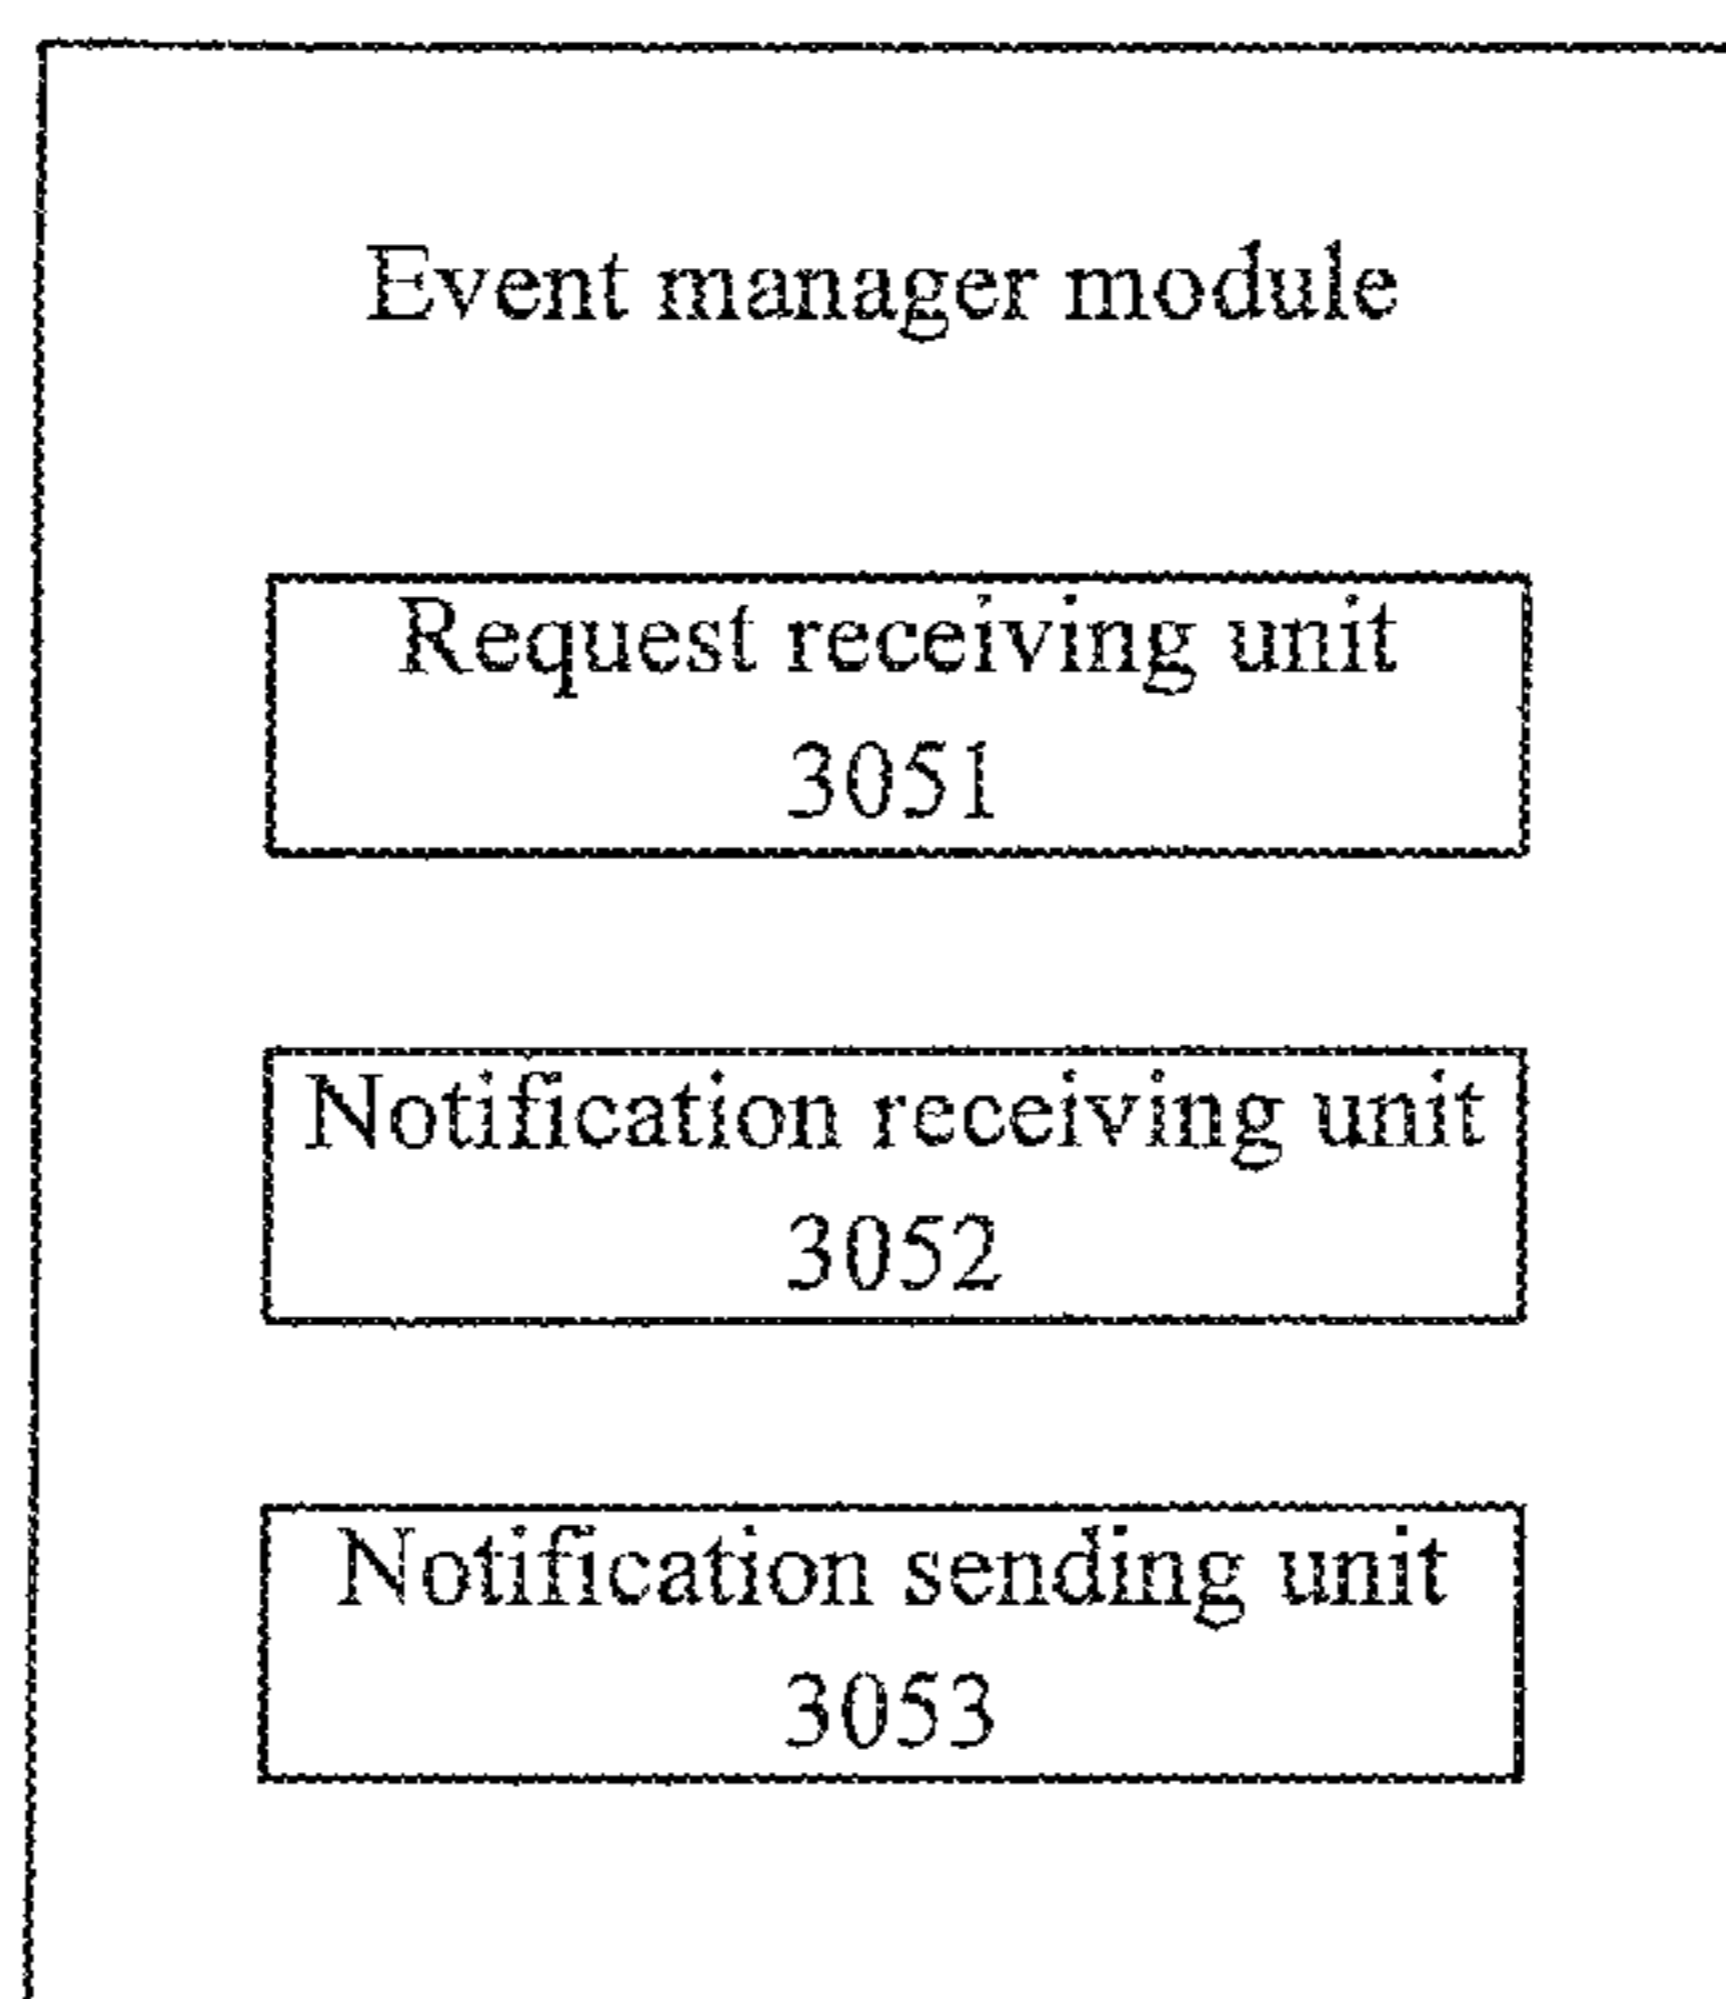 Event manager module
Request receiving unit
3051
Notification receiving unit
3052
Notification sending unit
3053